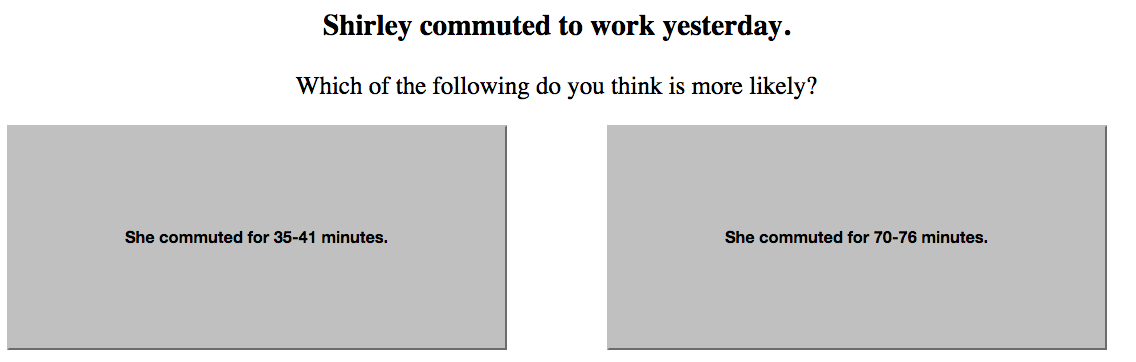 Shirley commuted to work yesterday.
Which of the following do you think is more likely?
She commuted for 35-41 minutes.
She commuted for 70-76 minutes.